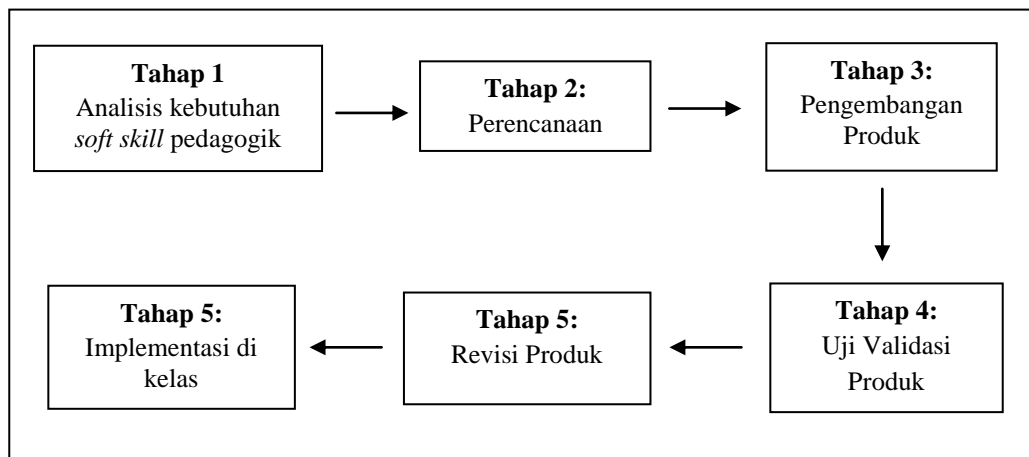 Tahap 1
Analisis kebutuhan
soft skill pedagogik
Tahap 2:
Perencanaan
Tahap 3:
Pengembangan
Produk
Tahap 4:
Uji Validasi
Produk
Tahap 5:
Revisi Produk
Tahap 5:
Implementasi di
kelas